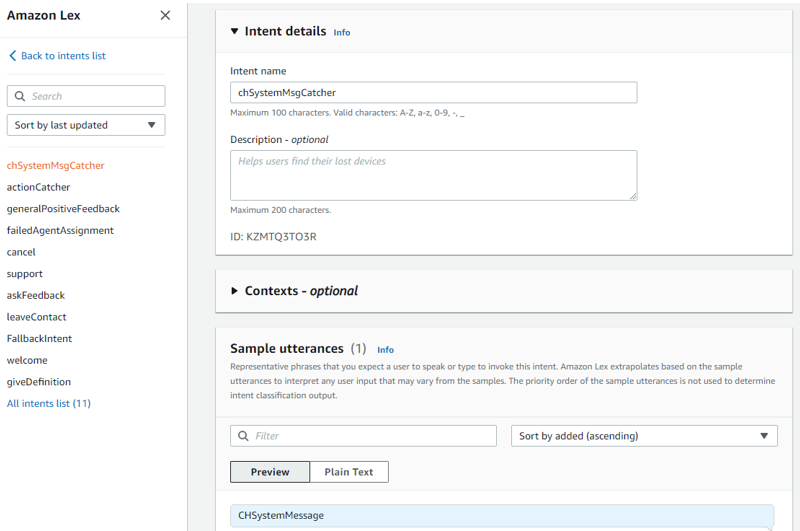 Amazon Lex
Back to intents list
Search
Sort by last updated
chSystemMsgCatcher
actionCatcher
generalPositiveFeedback
failedAgentAssignment
cancel
support
askFeedback
leaveContact
FallbackIntent
welcome
giveDefinition
All intents list (11)
Intent details Info
Intent name
chSystemMsgCatcher
Maximum 100 characters. Valid characters: A-Z, a-z, 0-9, -, _
Description - optional
Helps users find their lost devices
Maximum 200 characters.
ID: KZMTQ3TO3R
Contexts - optional
Sample utterances (1) Info
Representative phrases that you expect a user to speak or type to invoke this intent. Amazon Lex extrapolates based on the sample
utterances to interpret any user input that may vary from the samples. The priority order of the sample utterances is not used to determine
intent classification output.
Filter
Sort by added (ascending)
Preview Plain Text
CHSystemMessage